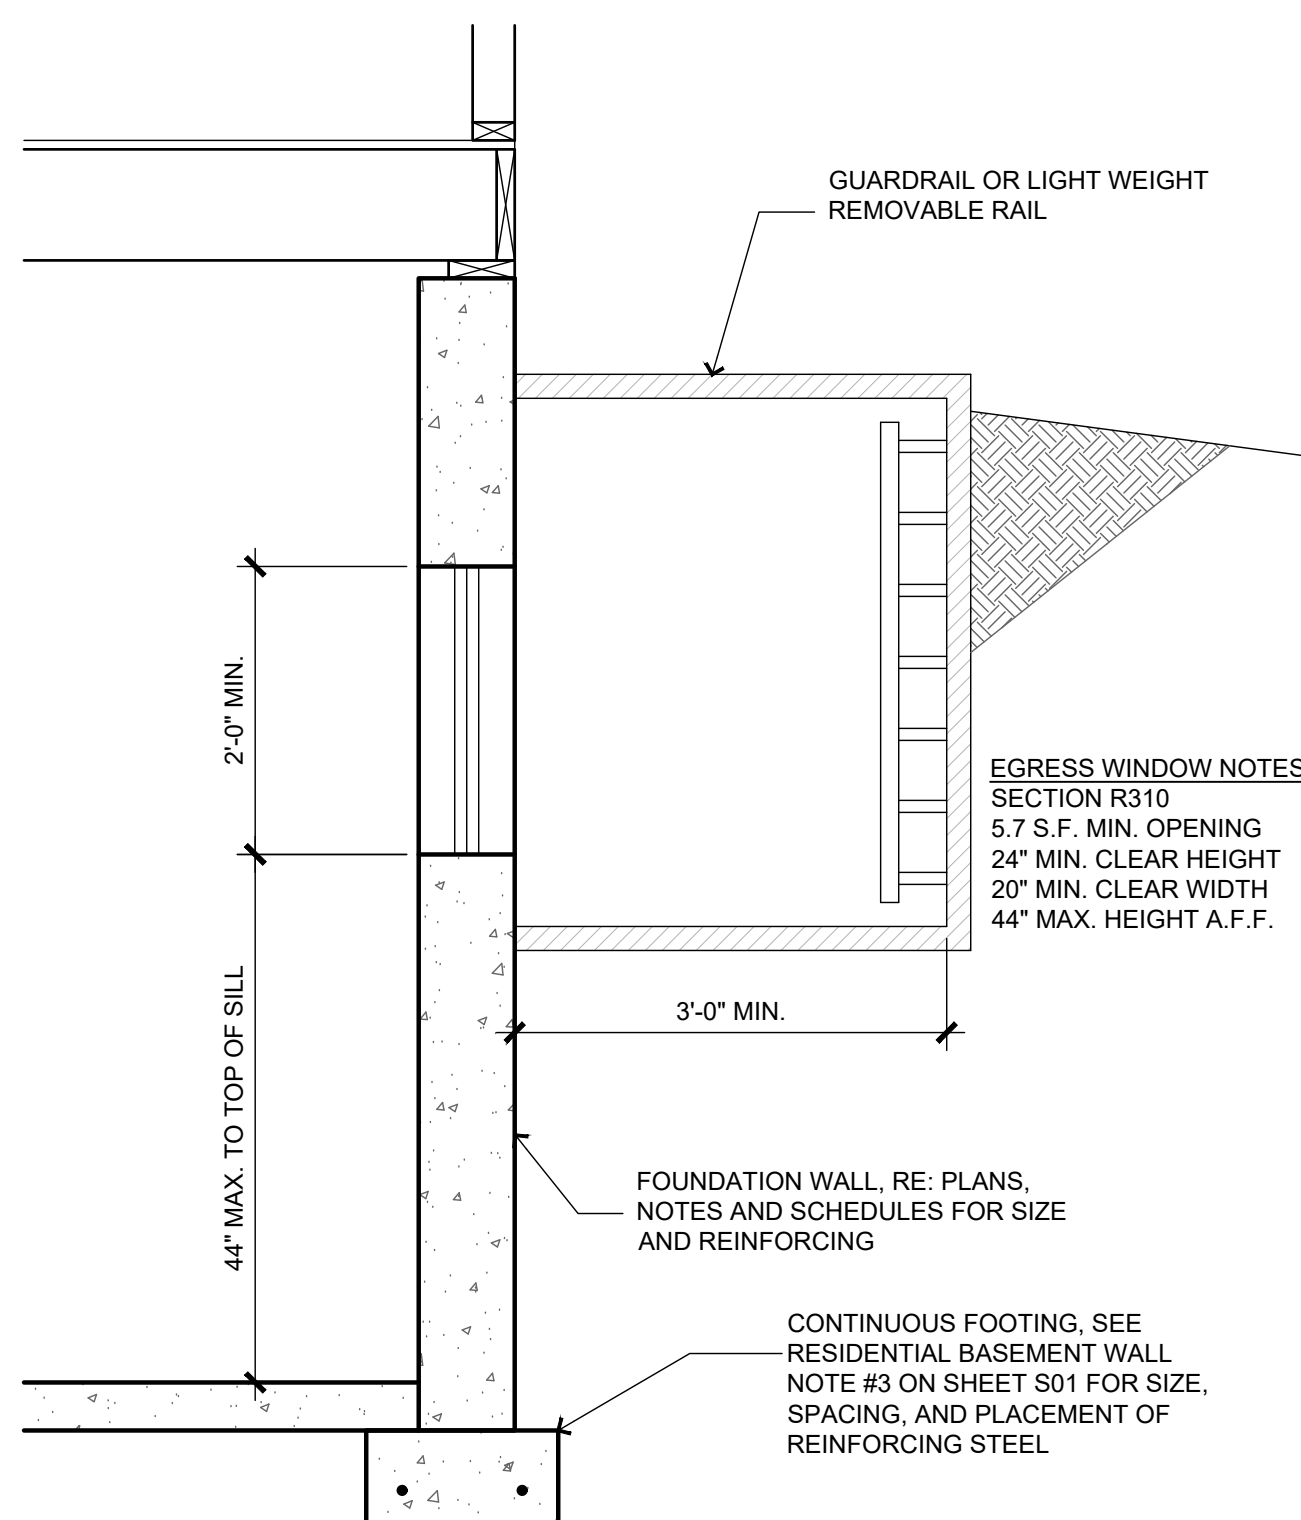 GUARDRAIL OR LIGHT WEIGHT
REMOVABLE RAIL
2'-0" MIN.
EGRESS WINDOW NOTES
SECTION R310
5.7 S.F. MIN. OPENING
24" MIN. CLEAR HEIGHT
20" MIN. CLEAR WIDTH
44" MAX. HEIGHT A.F.F.
3'-0" MIN.
44" MAX. TO TOP OF SILL
FOUNDATION WALL, RE: PLANS,
NOTES AND SCHEDULES FOR SIZE
AND REINFORCING
CONTINUOUS FOOTING, SEE
RESIDENTIAL BASEMENT WALL
NOTE #3 ON SHEET S01 FOR SIZE,
SPACING, AND PLACEMENT OF
REINFORCING STEEL